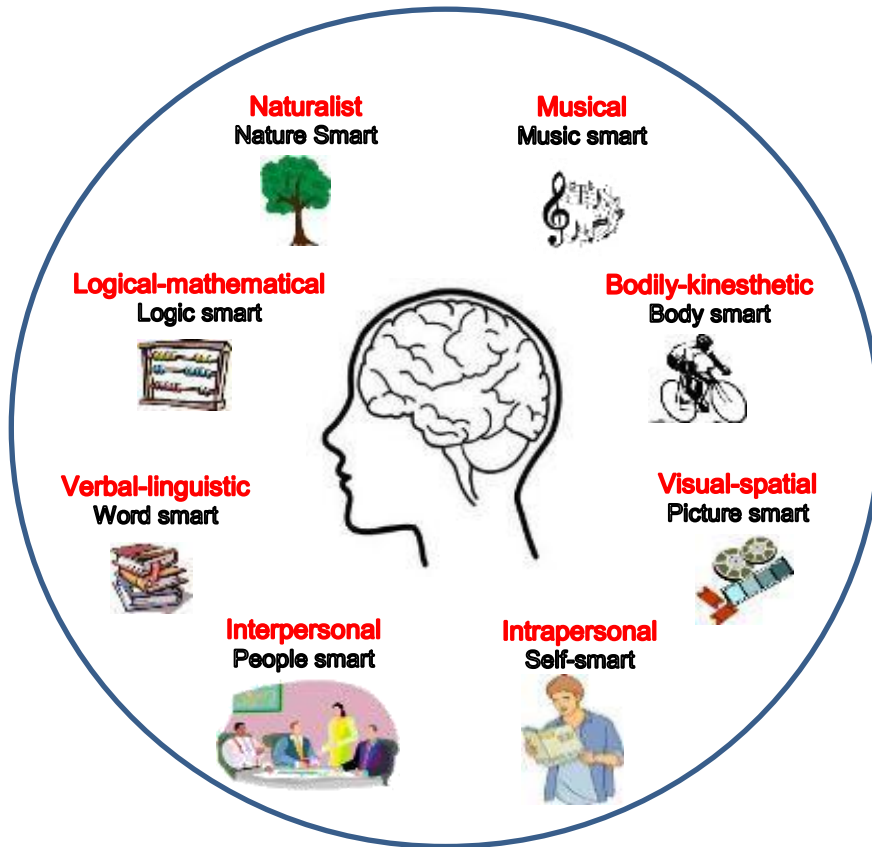 Naturalist
Nature Smart
Musical
Music smart
Logical-mathematical
Logic smart
Bodily-kinesthetic
Body smart
Verbal-linguistic
Word smart
Visual-spatial
Picture smart
Interpersonal
People smart
Intrapersonal
Self-smart